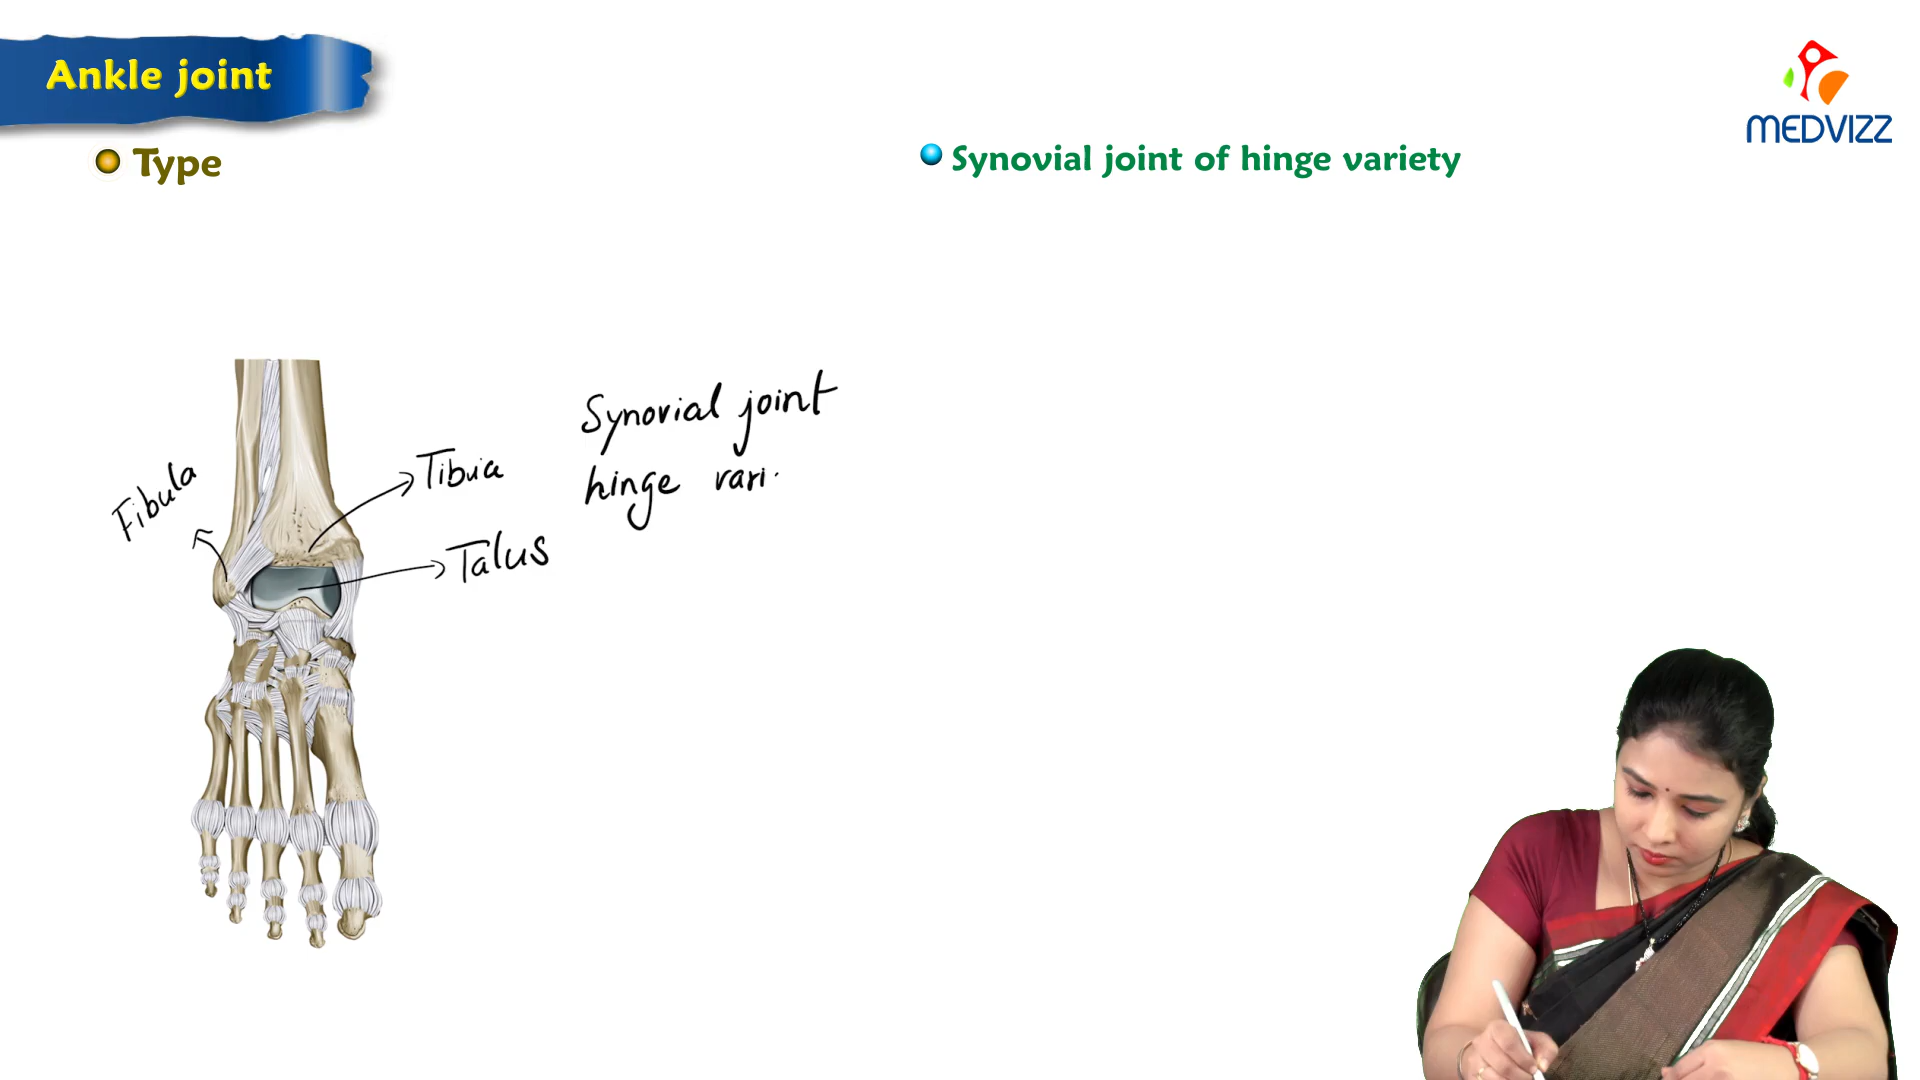 Ankle joint
MEDVIZZ
Type
Synovial joint of hinge variety
Synovial joint
hinge vari
Tibia
Fibula
Talus